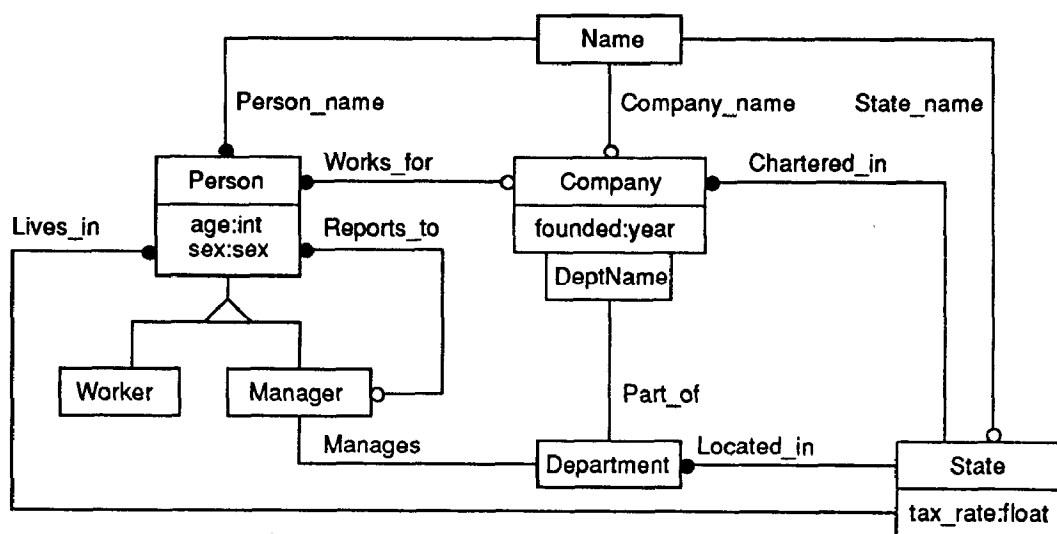 Name
Person_name
Company_name
State_name
Person
Works_for
Company
Chartered_in
Lives_in
age:int
sex:sex
Reports_to
founded:year
DeptName
Worker
Manager
Part_of
Manages
Department
Located_in
State
tax_rate:float